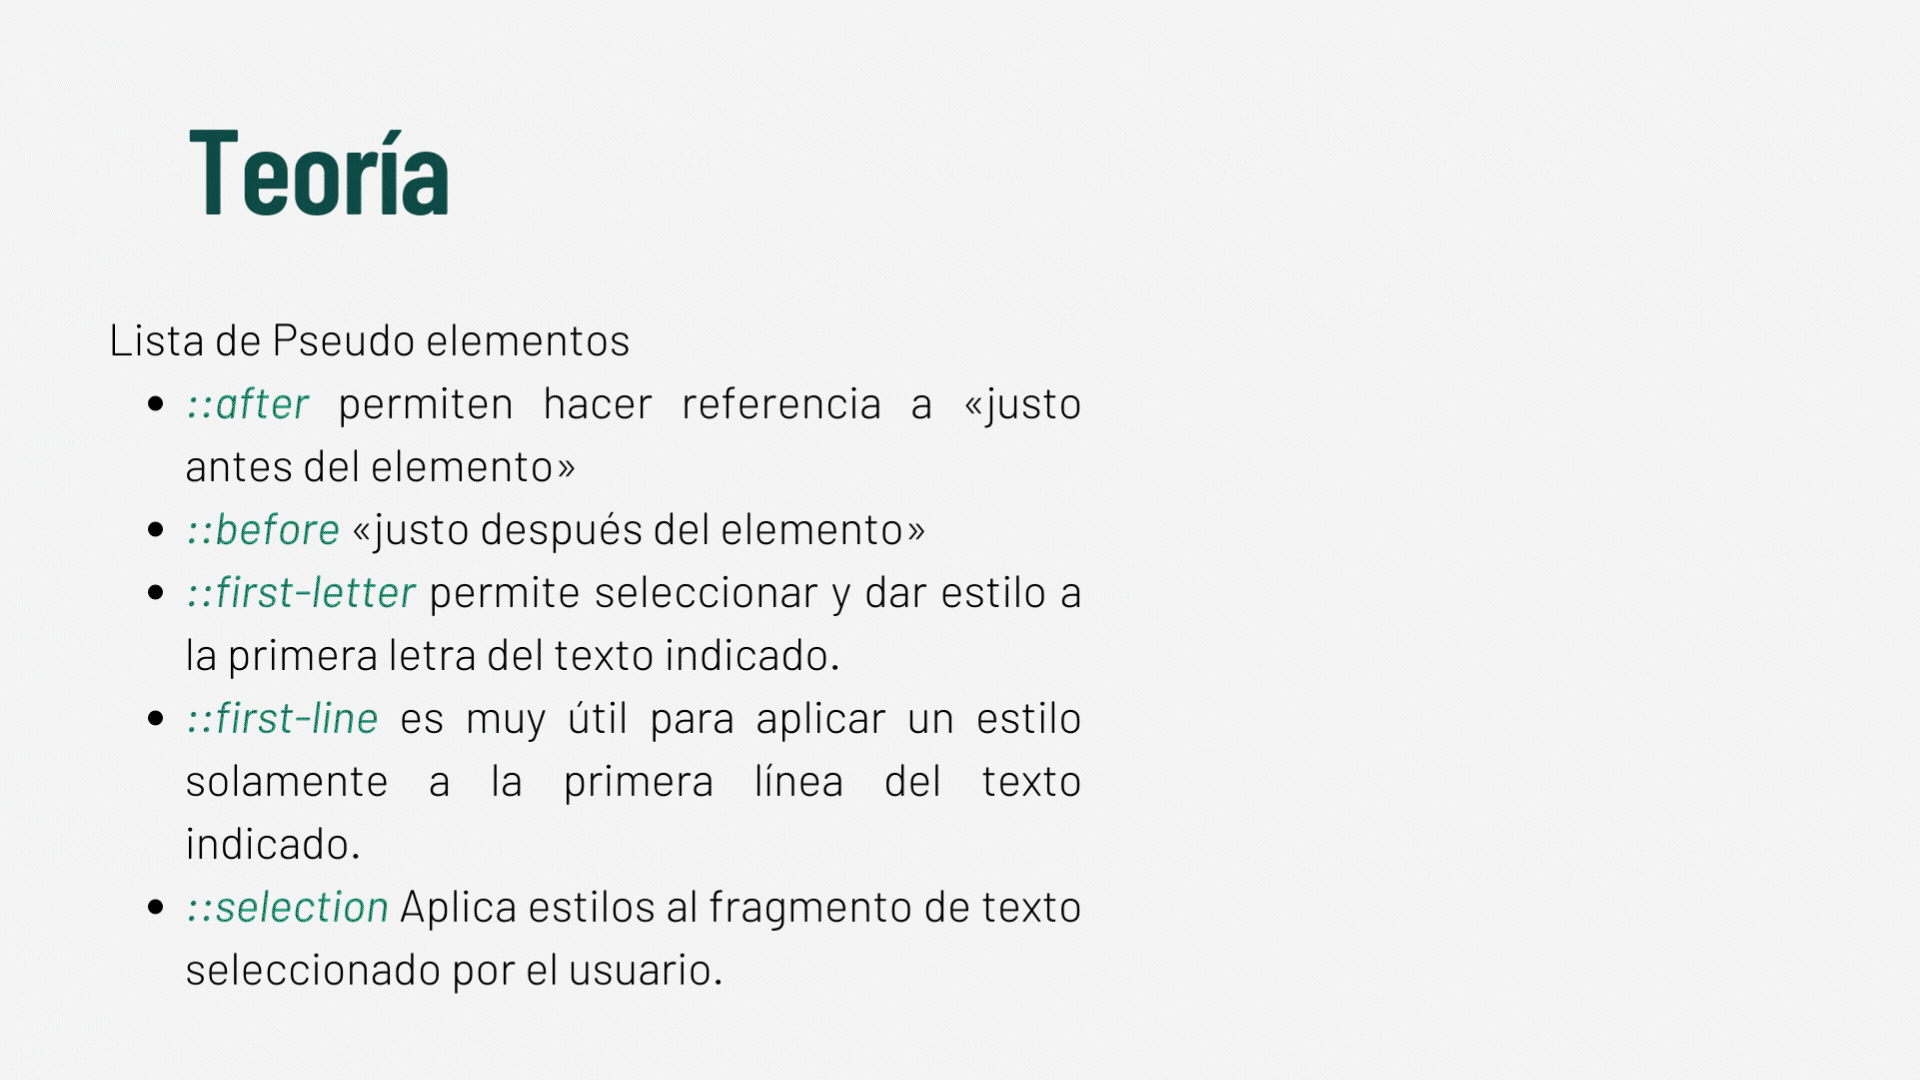 Teoría
Lista de Pseudo elementos
• ::after permiten hacer referencia a «justo
antes del elemento»
• ::before «justo después del elemento»
• ::first-letter permite seleccionar y dar estilo a
la primera letra del texto indicado.
• ::first-line es muy útil para aplicar un estilo
solamente a la primera línea del texto
indicado.
• ::selection Aplica estilos al fragmento de texto
seleccionado por el usuario.